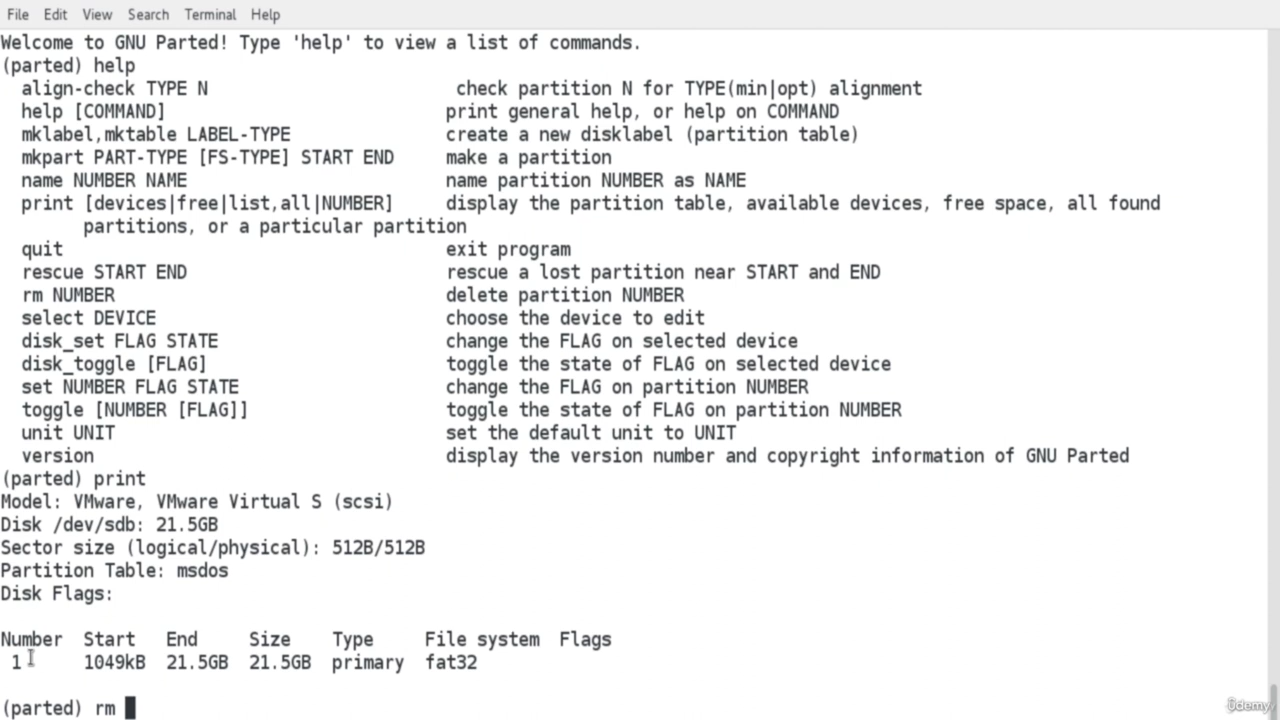 File Edit View Search Terminal Help
Welcome to GNU Parted! Type 'help' to view a list of commands.
(parted) help
  align-check TYPE N                        check partition N for TYPE(min|opt) alignment
  help [COMMAND]                           print general help, or help on COMMAND
  mklabel,mktable LABEL-TYPE               create a new disklabel (partition table)
  mkpart PART-TYPE [FS-TYPE] START END     make a partition
  name NUMBER NAME                         name partition NUMBER as NAME
  print [devices|free|list,all|NUMBER]     display the partition table, available devices, free space, all found
        partitions, or a particular partition
  quit                                     exit program
  rescue START END                         rescue a lost partition near START and END
  rm NUMBER                                delete partition NUMBER
  select DEVICE                            choose the device to edit
  disk_set FLAG STATE                      change the FLAG on selected device
  disk_toggle [FLAG]                       toggle the state of FLAG on selected device
  set NUMBER FLAG STATE                    change the FLAG on partition NUMBER
  toggle [NUMBER [FLAG]]                   toggle the state of FLAG on partition NUMBER
  unit UNIT                                set the default unit to UNIT
  version                                  display the version number and copyright information of GNU Parted
(parted) print
Model: VMware, VMware Virtual S (scsi)
Disk /dev/sdb: 21.5GB
Sector size (logical/physical): 512B/512B
Partition Table: msdos
Disk Flags:
Number  Start   End     Size    Type     File system  Flags
 1      1049kB  21.5GB  21.5GB  primary  fat32
(parted) rm
Udemy